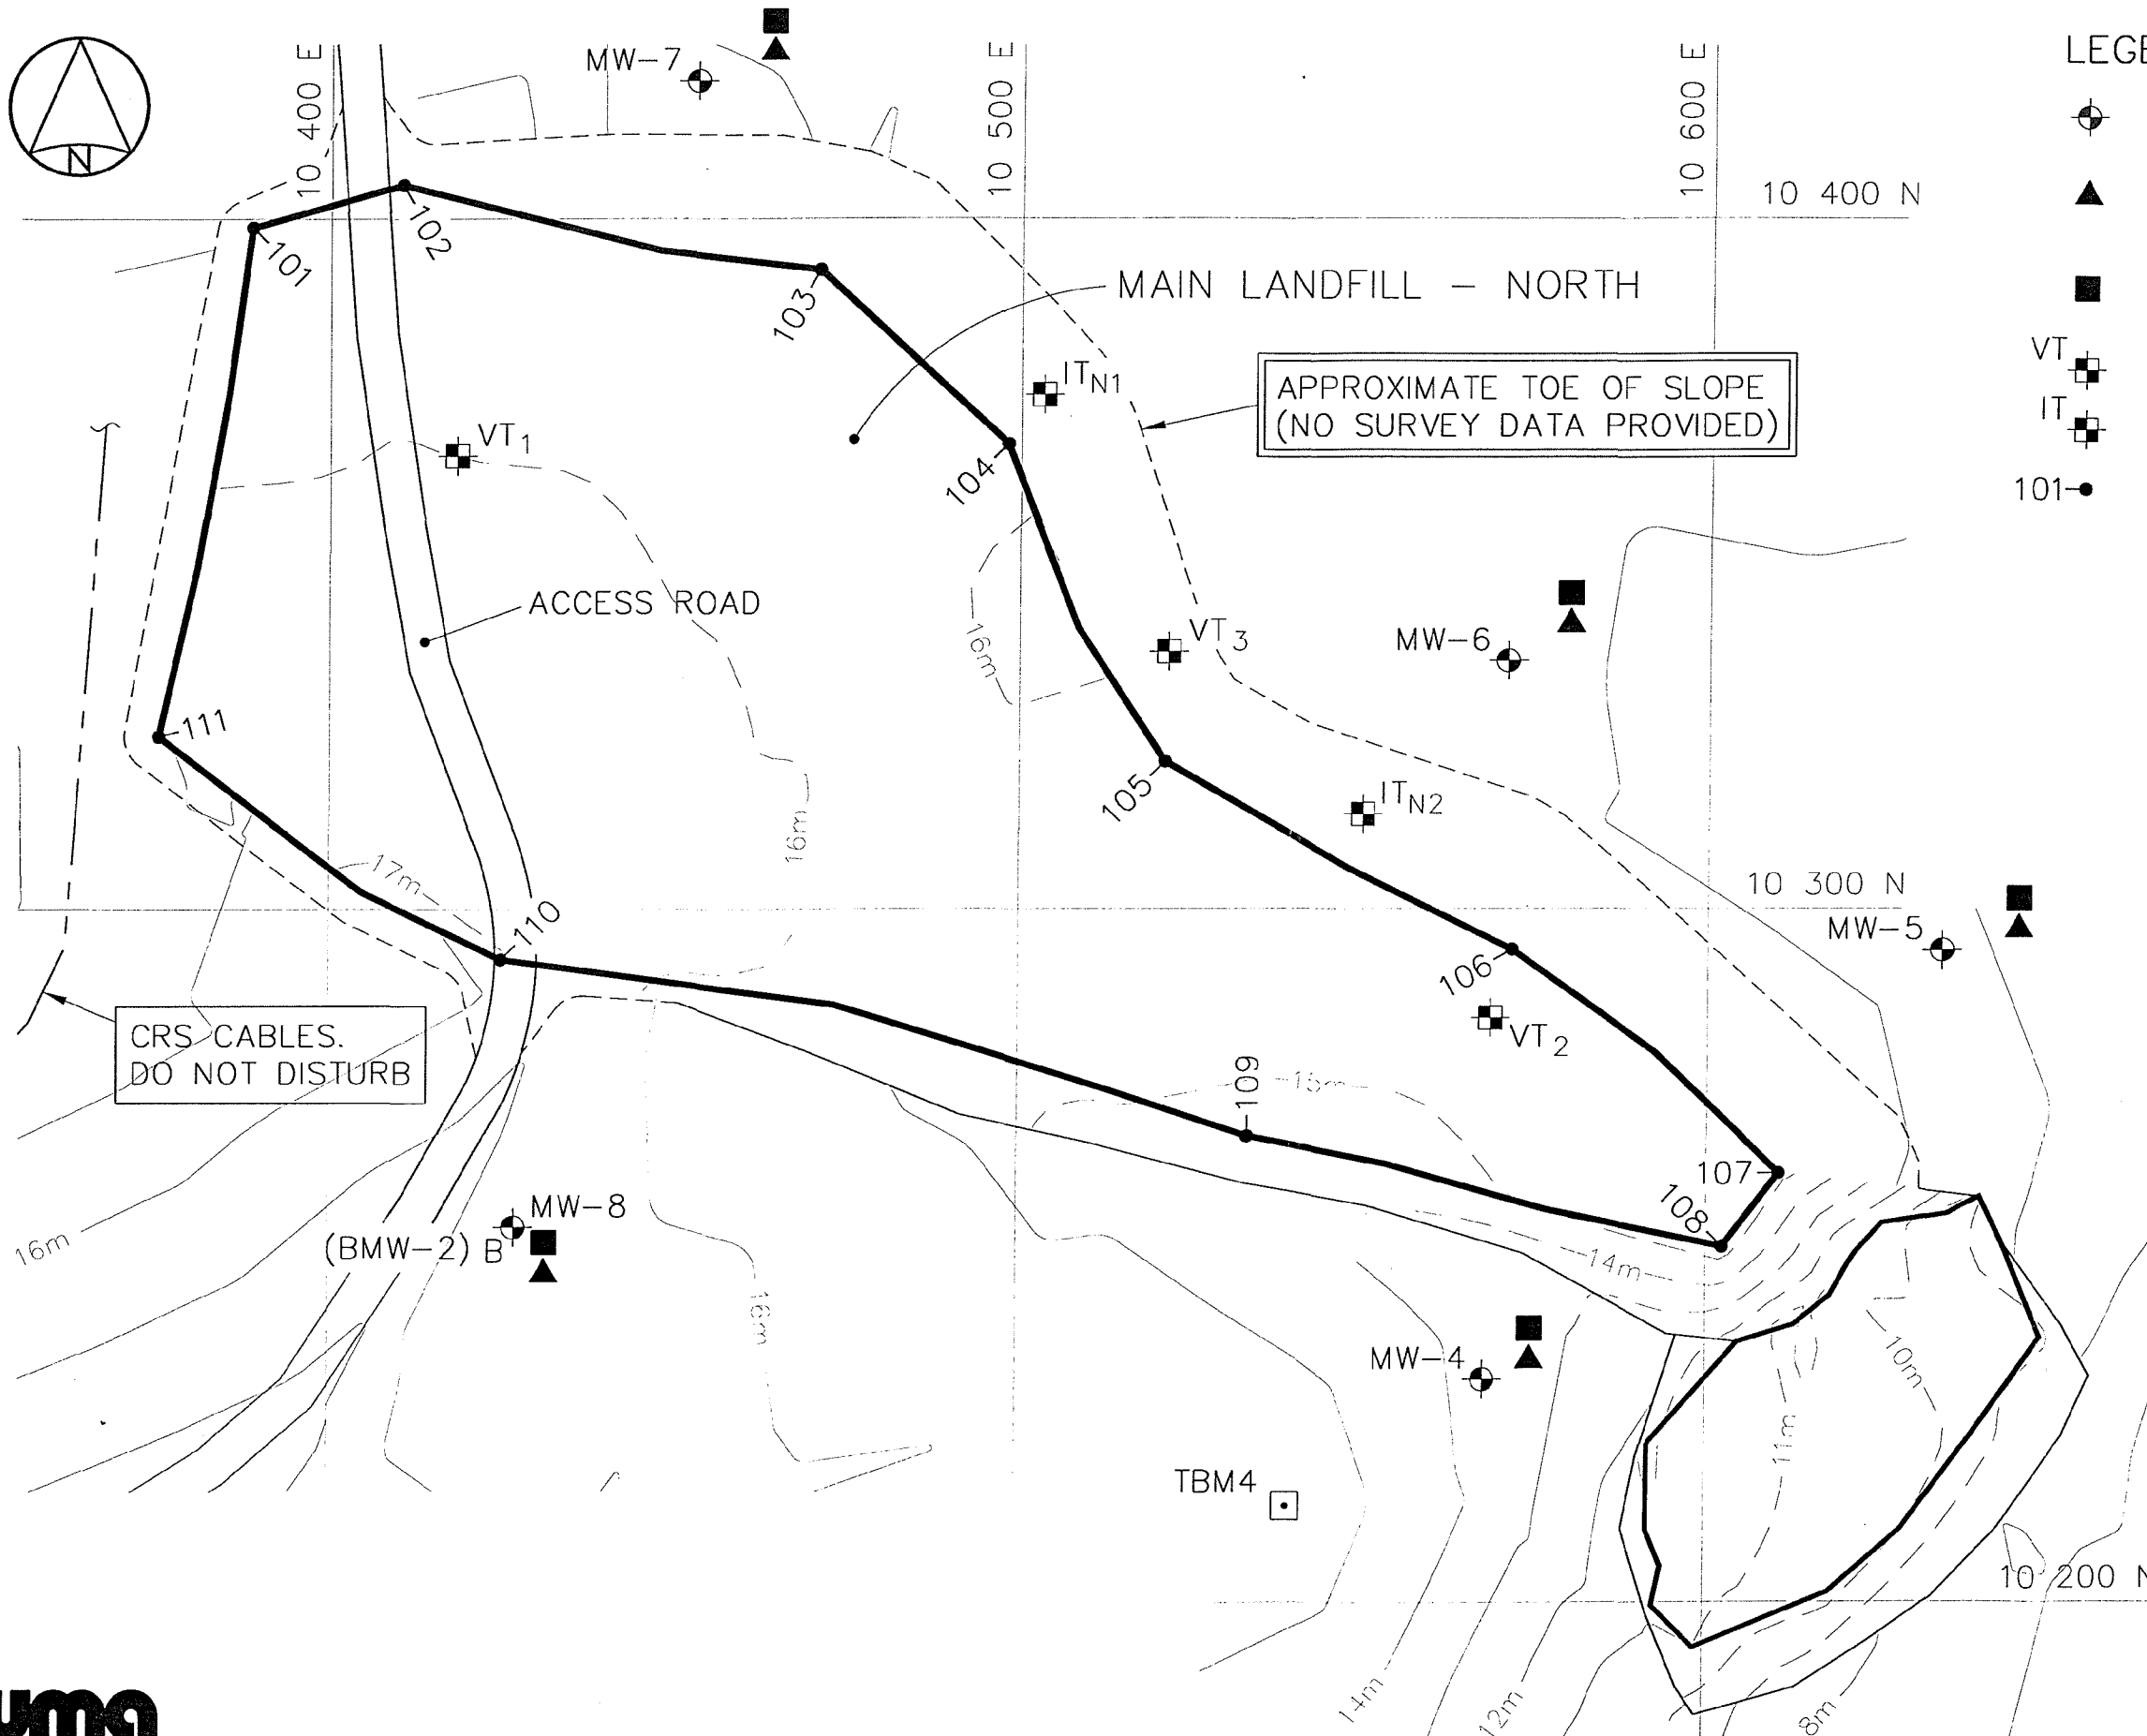 LEGE
MW-7
10 400 E
10 500 E
10 600 E
N
10 400 N
101
102
103
MAIN LANDFILL - NORTH
IT N1
APPROXIMATE TOE OF SLOPE
(NO SURVEY DATA PROVIDED)
VT
IT
101
VT 1
104
ACCESS ROAD
16m
VT 3
MW-6
111
105
IT N2
16m
17m
10 300 N
110
MW-5
106
CRS CABLES.
DO NOT DISTURB
VT 2
109
15m
107
108
MW-8
(BMW-2) B
16m
14m
16m
MW-4
10m
11m
TBM4
10 200 N
14m
12m
8m
uma